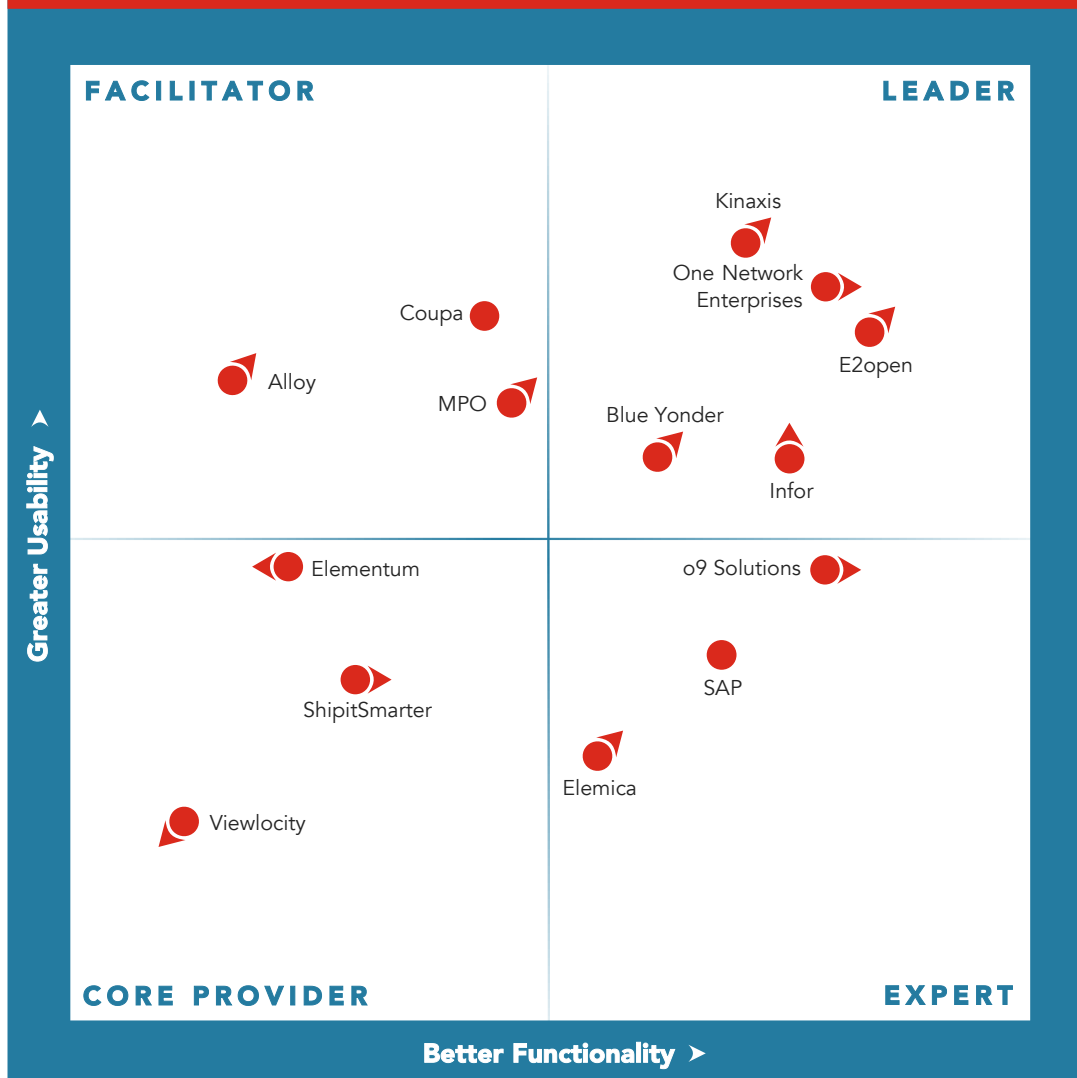 FACILITATOR
LEADER
Kinaxis
One Network
Enterprises
Coupa
E2open
Alloy
MPO
Blue Yonder
Infor
Greater Usability
Elementum
o9 Solutions
SAP
ShipitSmarter
Elemica
Viewlocity
CORE PROVIDER
EXPERT
Better Functionality